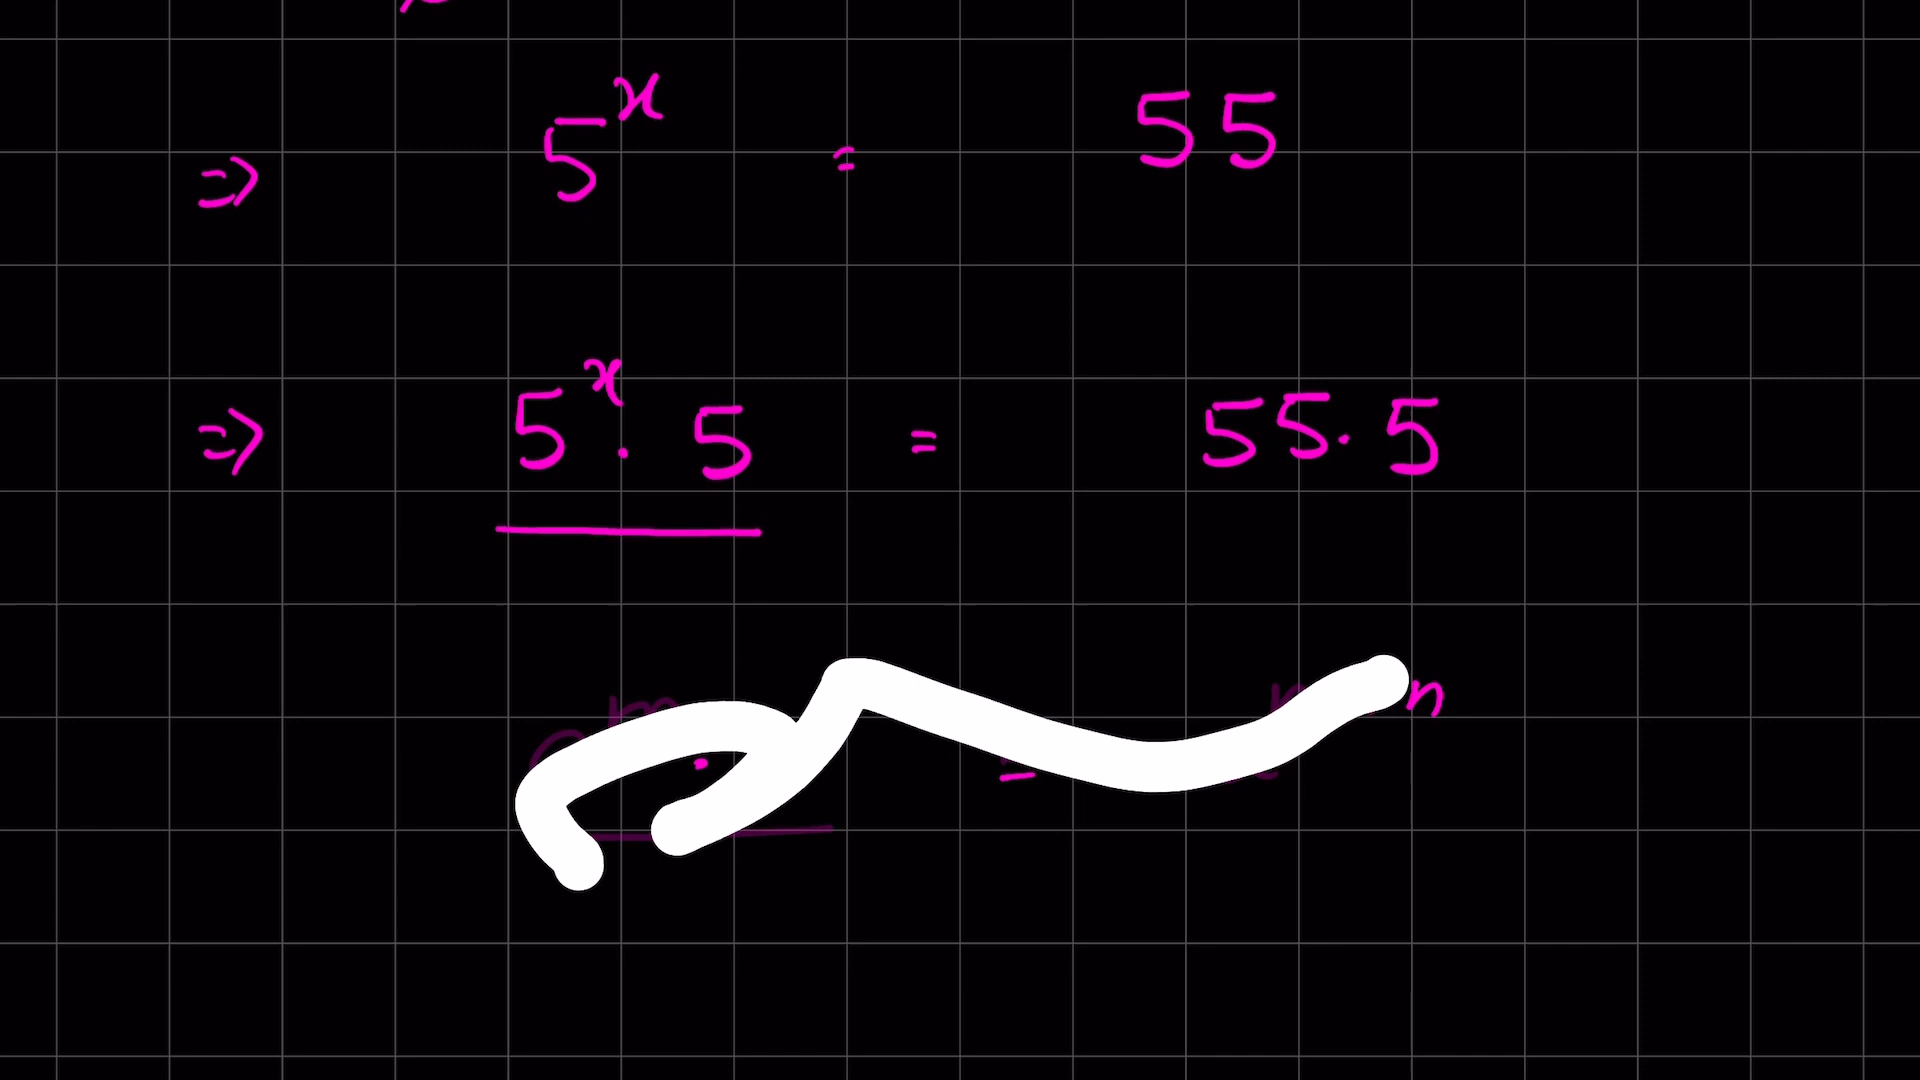 ⇒ 5^x = 55
⇒ 5^x · 5 = 55 · 5